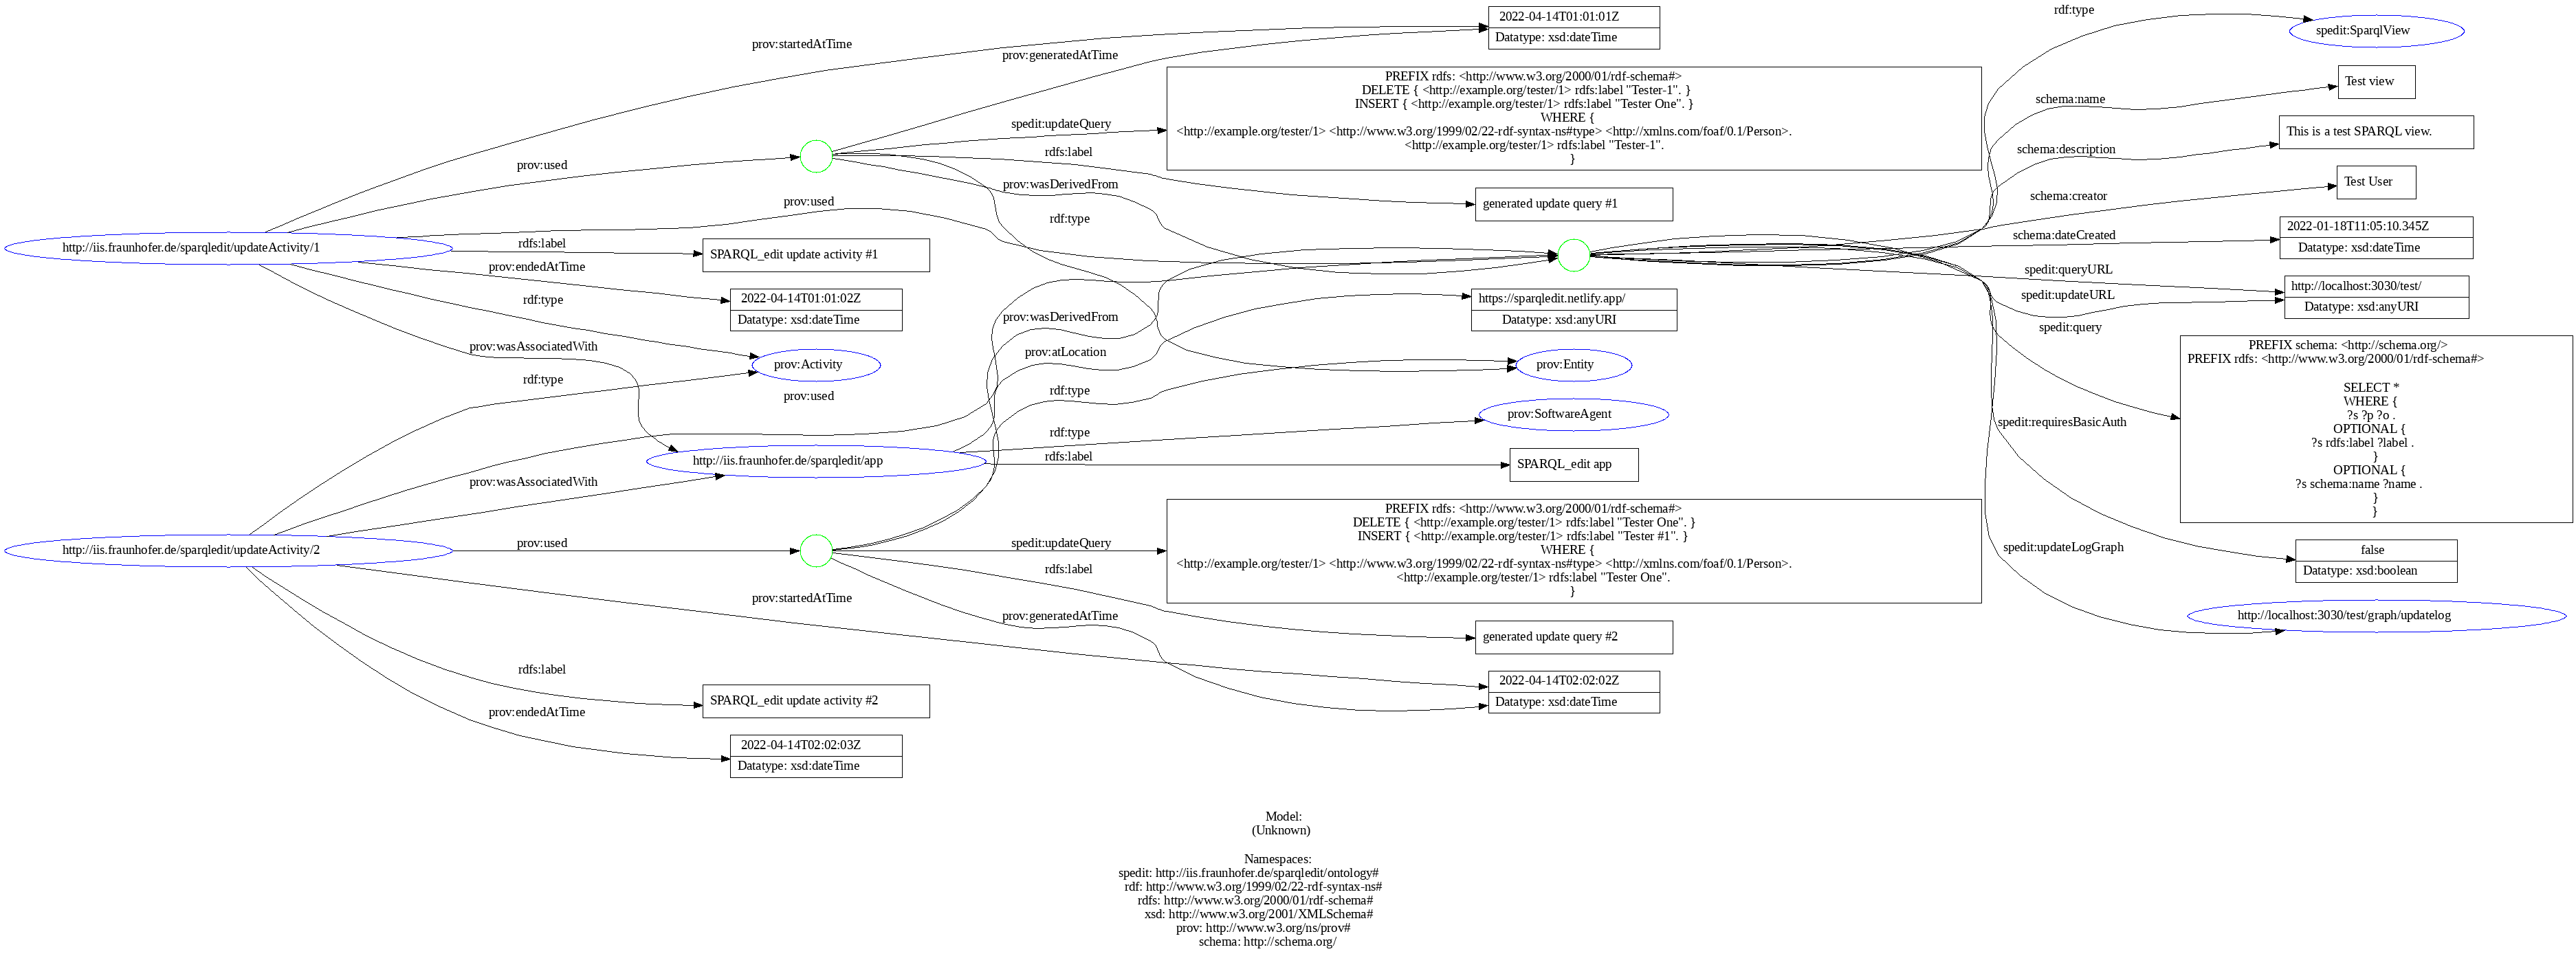 http://iis.fraunhofer.de/sparqledit/updateActivity/1
http://iis.fraunhofer.de/sparqledit/updateActivity/2
prov:startedAtTime
prov:used
prov:used
rdfs:label
prov:endedAtTime
rdf:type
prov:wasAssociatedWith
rdf:type
prov:used
prov:wasAssociatedWith
prov:used
prov:startedAtTime
rdfs:label
prov:endedAtTime
SPARQL_edit update activity #1
2022-04-14T01:01:02Z
Datatype: xsd:dateTime
prov:Activity
http://iis.fraunhofer.de/sparqledit/app
SPARQL_edit update activity #2
2022-04-14T02:02:03Z
Datatype: xsd:dateTime
prov:generatedAtTime
spedit:updateQuery
rdfs:label
prov:wasDerivedFrom
rdf:type
prov:wasDerivedFrom
prov:atLocation
rdf:type
rdf:type
rdfs:label
spedit:updateQuery
rdfs:label
prov:generatedAtTime
2022-04-14T01:01:01Z
Datatype: xsd:dateTime
PREFIX rdfs: <http://www.w3.org/2000/01/rdf-schema#>
DELETE { <http://example.org/tester/1> rdfs:label "Tester-1". }
INSERT { <http://example.org/tester/1> rdfs:label "Tester One". }
WHERE {
<http://example.org/tester/1> <http://www.w3.org/1999/02/22-rdf-syntax-ns#type> <http://xmlns.com/foaf/0.1/Person>.
<http://example.org/tester/1> rdfs:label "Tester-1".
}
generated update query #1
https://sparqledit.netlify.app/
Datatype: xsd:anyURI
prov:Entity
prov:SoftwareAgent
SPARQL_edit app
PREFIX rdfs: <http://www.w3.org/2000/01/rdf-schema#>
DELETE { <http://example.org/tester/1> rdfs:label "Tester One". }
INSERT { <http://example.org/tester/1> rdfs:label "Tester #1". }
WHERE {
<http://example.org/tester/1> <http://www.w3.org/1999/02/22-rdf-syntax-ns#type> <http://xmlns.com/foaf/0.1/Person>.
<http://example.org/tester/1> rdfs:label "Tester One".
}
generated update query #2
2022-04-14T02:02:02Z
Datatype: xsd:dateTime
rdf:type
schema:name
schema:description
schema:creator
schema:dateCreated
spedit:queryURL
spedit:updateURL
spedit:query
spedit:requiresBasicAuth
spedit:updateLogGraph
spedit:SparqlView
Test view
This is a test SPARQL view.
Test User
2022-01-18T11:05:10.345Z
Datatype: xsd:dateTime
http://localhost:3030/test/
Datatype: xsd:anyURI
PREFIX schema: <http://schema.org/>
PREFIX rdfs: <http://www.w3.org/2000/01/rdf-schema#>
SELECT *
WHERE {
?s ?p ?o .
OPTIONAL {
?s rdfs:label ?label .
}
OPTIONAL {
?s schema:name ?name .
}
}
false
Datatype: xsd:boolean
http://localhost:3030/test/graph/updatelog
Model:
(Unknown)
Namespaces:
spedit: http://iis.fraunhofer.de/sparqledit/ontology#
rdf: http://www.w3.org/1999/02/22-rdf-syntax-ns#
rdfs: http://www.w3.org/2000/01/rdf-schema#
xsd: http://www.w3.org/2001/XMLSchema#
prov: http://www.w3.org/ns/prov#
schema: http://schema.org/